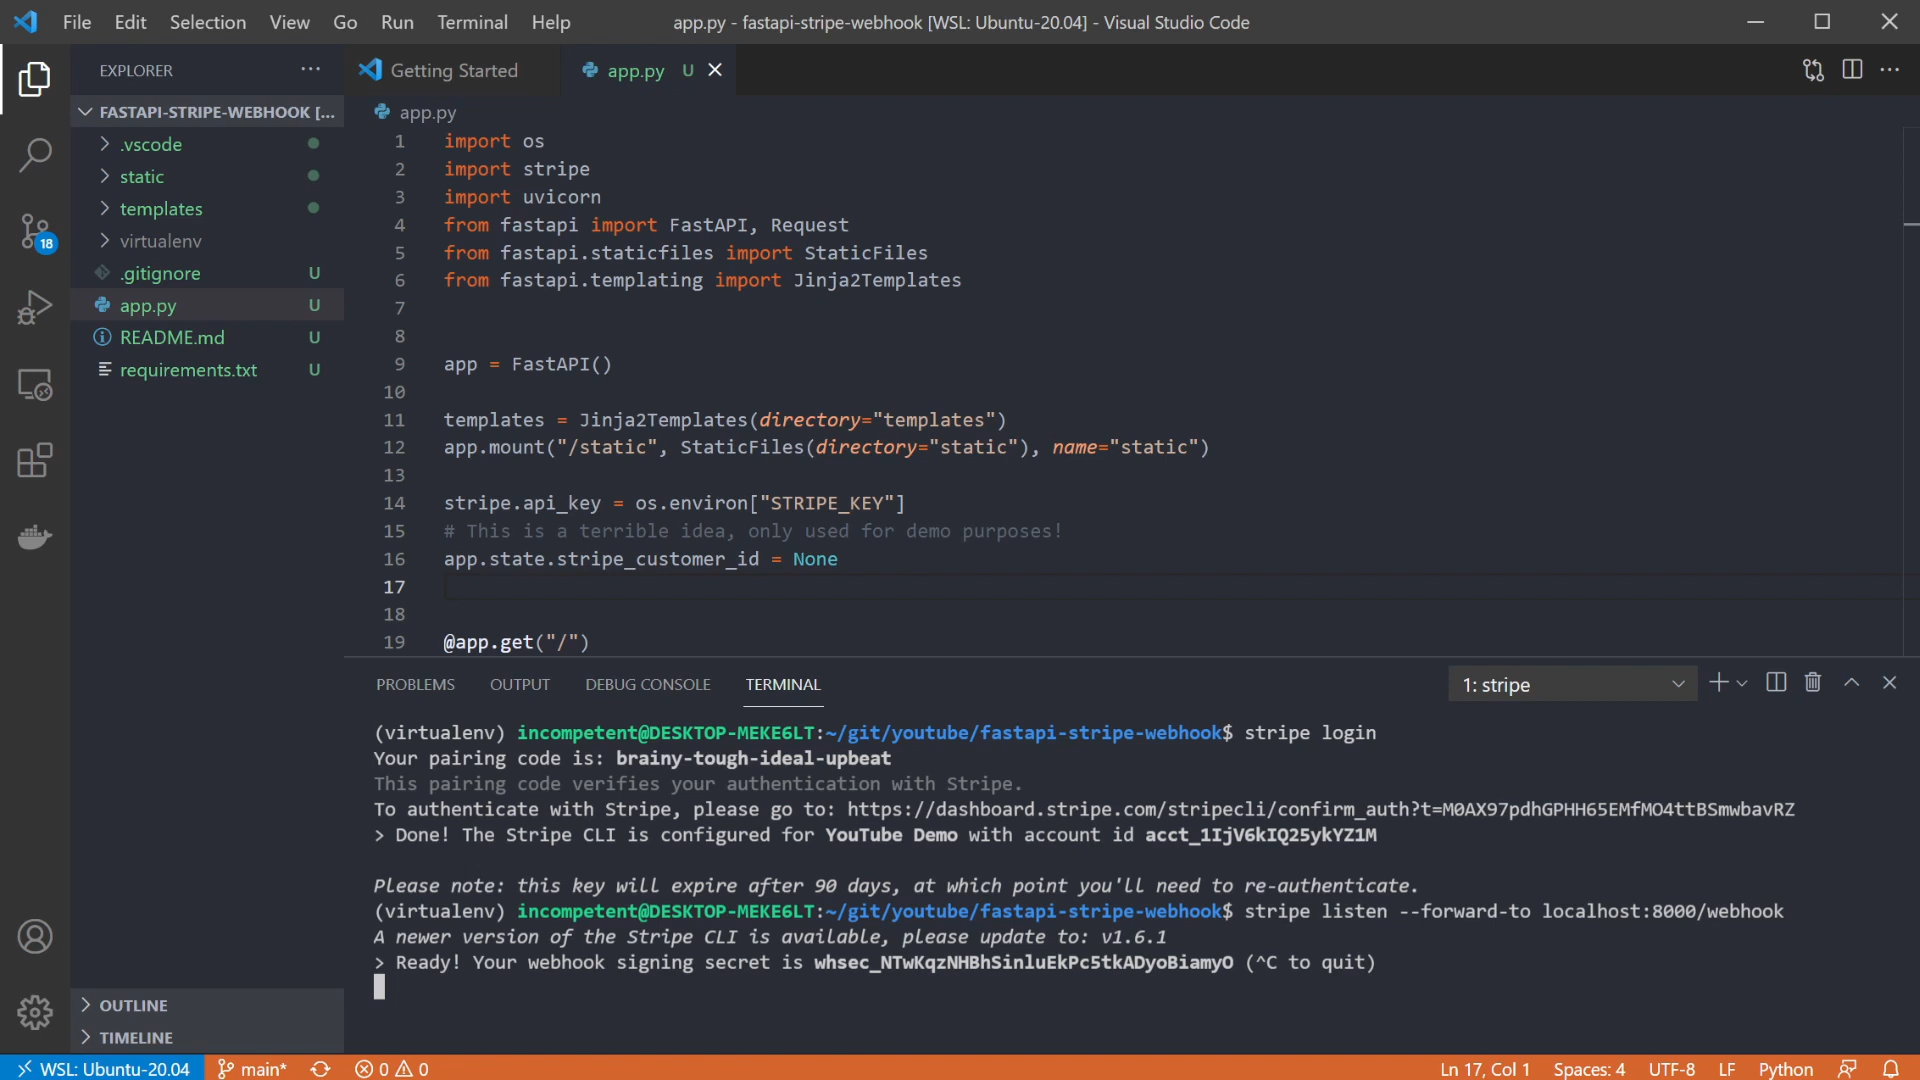 File Edit Selection View Go Run Terminal Help
app.py - fastapi-stripe-webhook [WSL: Ubuntu-20.04] - Visual Studio Code
EXPLORER
FASTAPI-STRIPE-WEBHOOK [...
.vscode
static
templates
virtualenv
.gitignore U
app.py U
README.md U
requirements.txt U
18
OUTLINE
TIMELINE
Getting Started
app.py U
app.py
1 import os
2 import stripe
3 import uvicorn
4 from fastapi import FastAPI, Request
5 from fastapi.staticfiles import StaticFiles
6 from fastapi.templating import Jinja2Templates
7
8
9 app = FastAPI()
10
11 templates = Jinja2Templates(directory="templates")
12 app.mount("/static", StaticFiles(directory="static"), name="static")
13
14 stripe.api_key = os.environ["STRIPE_KEY"]
15 # This is a terrible idea, only used for demo purposes!
16 app.state.stripe_customer_id = None
17
18
19 @app.get("/")
PROBLEMS OUTPUT DEBUG CONSOLE TERMINAL
1: stripe
(virtualenv) incompetent@DESKTOP-MEKE6LT:~/git/youtube/fastapi-stripe-webhook$ stripe login
Your pairing code is: brainy-tough-ideal-upbeat
This pairing code verifies your authentication with Stripe.
To authenticate with Stripe, please go to: https://dashboard.stripe.com/stripecli/confirm_auth?t=M0AX97pdhGPHH65EMfMO4ttBSmwbavRZ
> Done! The Stripe CLI is configured for YouTube Demo with account id acct_1IjV6kIQ25ykYZ1M
Please note: this key will expire after 90 days, at which point you'll need to re-authenticate.
(virtualenv) incompetent@DESKTOP-MEKE6LT:~/git/youtube/fastapi-stripe-webhook$ stripe listen --forward-to localhost:8000/webhook
A newer version of the Stripe CLI is available, please update to: v1.6.1
> Ready! Your webhook signing secret is whsec_NTwKqzNHBhSinluEkPc5tkADyoBiamyO (^C to quit)
WSL: Ubuntu-20.04 main* 0 0
Ln 17, Col 1 Spaces: 4 UTF-8 LF Python